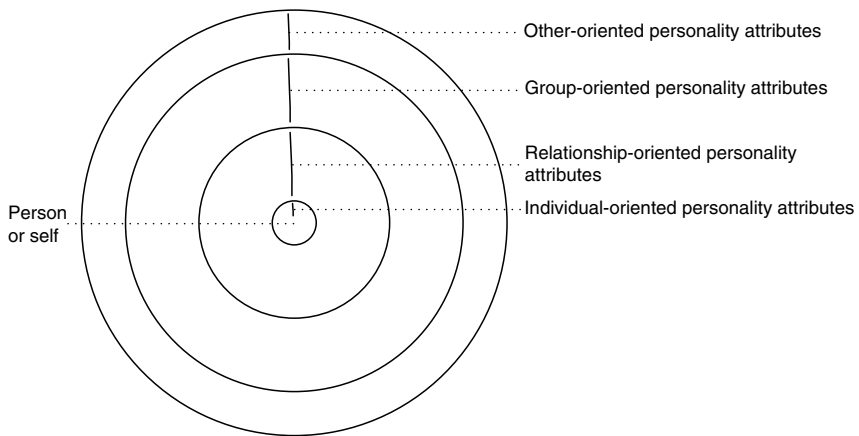 Other-oriented personality attributes
Group-oriented personality attributes
Relationship-oriented personality
attributes
Individual-oriented personality attributes
Person
or self